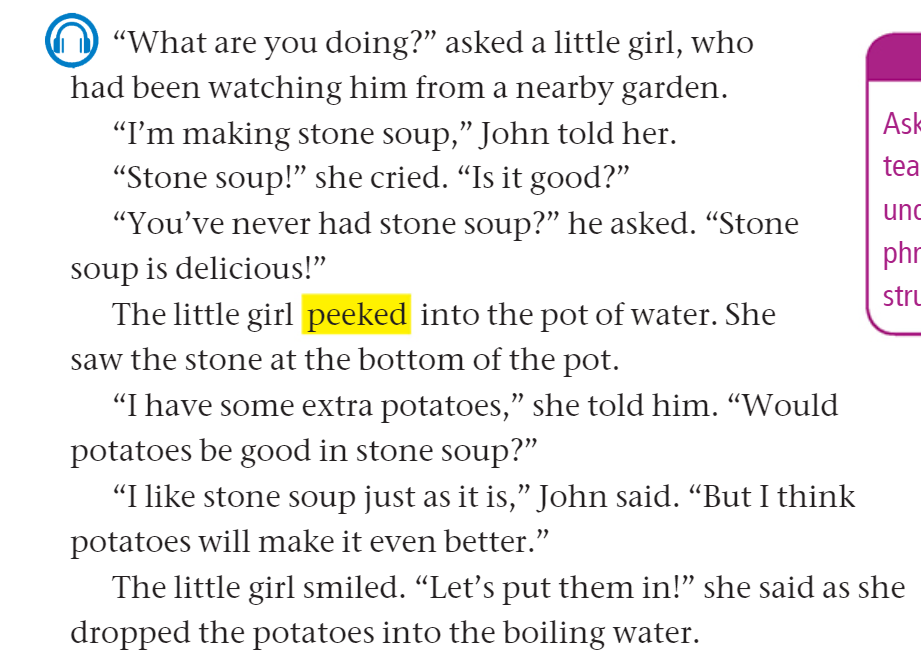 “What are you doing?” asked a little girl, who
had been watching him from a nearby garden.
“I’m making stone soup,” John told her.
“Stone soup!” she cried. “Is it good?”
“You’ve never had stone soup?” he asked. “Stone
soup is delicious!”
The little girl peeked into the pot of water. She
saw the stone at the bottom of the pot.
“I have some extra potatoes,” she told him. “Would
potatoes be good in stone soup?”
“I like stone soup just as it is,” John said. “But I think
potatoes will make it even better.”
The little girl smiled. “Let’s put them in!” she said as she
dropped the potatoes into the boiling water.